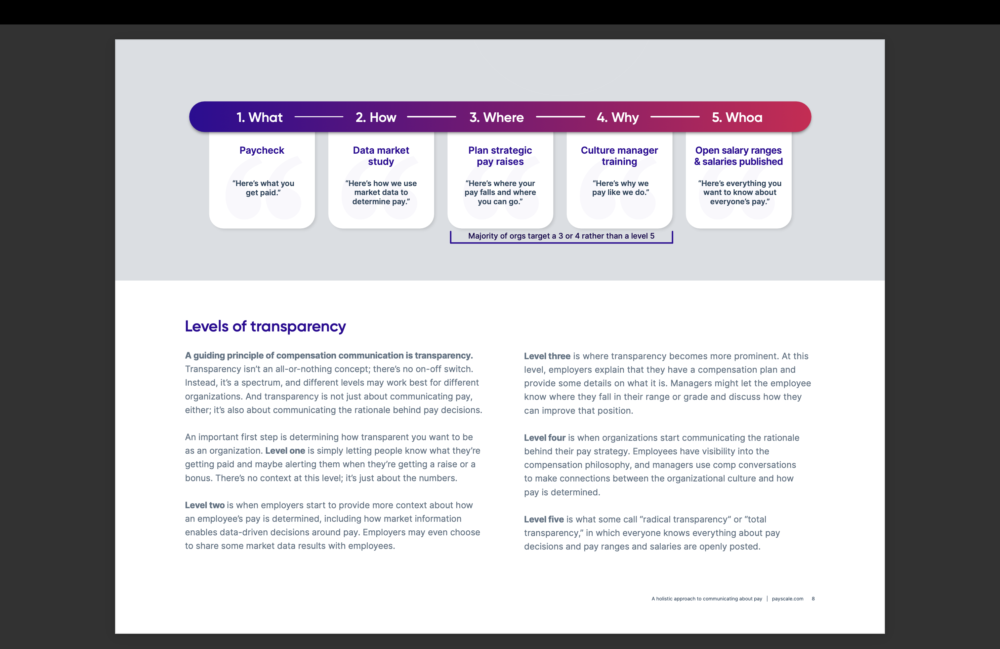 1. What
2. How
3. Where
4. Why
5. Whoa
Paycheck
“Here’s what you
get paid.”
Data market
study
“Here’s how we use
market data to
determine pay.”
Plan strategic
pay raises
“Here’s where your
pay falls and where
you can go.”
Culture manager
training
“Here’s why we
pay like we do.”
Open salary ranges
& salaries published
“Here’s everything you
want to know about
everyone’s pay.”
Majority of orgs target a 3 or 4 rather than a level 5
Levels of transparency
A guiding principle of compensation communication is transparency.
Transparency isn’t an all-or-nothing concept; there’s no on-off switch.
Instead, it’s a spectrum, and different levels may work best for different
organizations. And transparency is not just about communicating pay,
either; it’s also about communicating the rationale behind pay decisions.
An important first step is determining how transparent you want to be
as an organization. Level one is simply letting people know what they’re
getting paid and maybe alerting them when they’re getting a raise or a
bonus. There’s no context at this level; it’s just about the numbers.
Level two is when employers start to provide more context about how
an employee’s pay is determined, including how market information
enables data-driven decisions around pay. Employers may even choose
to share some market data results with employees.
Level three is where transparency becomes more prominent. At this
level, employers explain that they have a compensation plan and
provide some details on what it is. Managers might let the employee
know where they fall in their range or grade and discuss how they
can improve that position.
Level four is when organizations start communicating the rationale
behind their pay strategy. Employees have visibility into the
compensation philosophy, and managers use comp conversations
to make connections between the organizational culture and how
pay is determined.
Level five is what some call “radical transparency” or “total
transparency,” in which everyone knows everything about pay
decisions and pay ranges and salaries are openly posted.
A holistic approach to communicating about pay | payscale.com 8